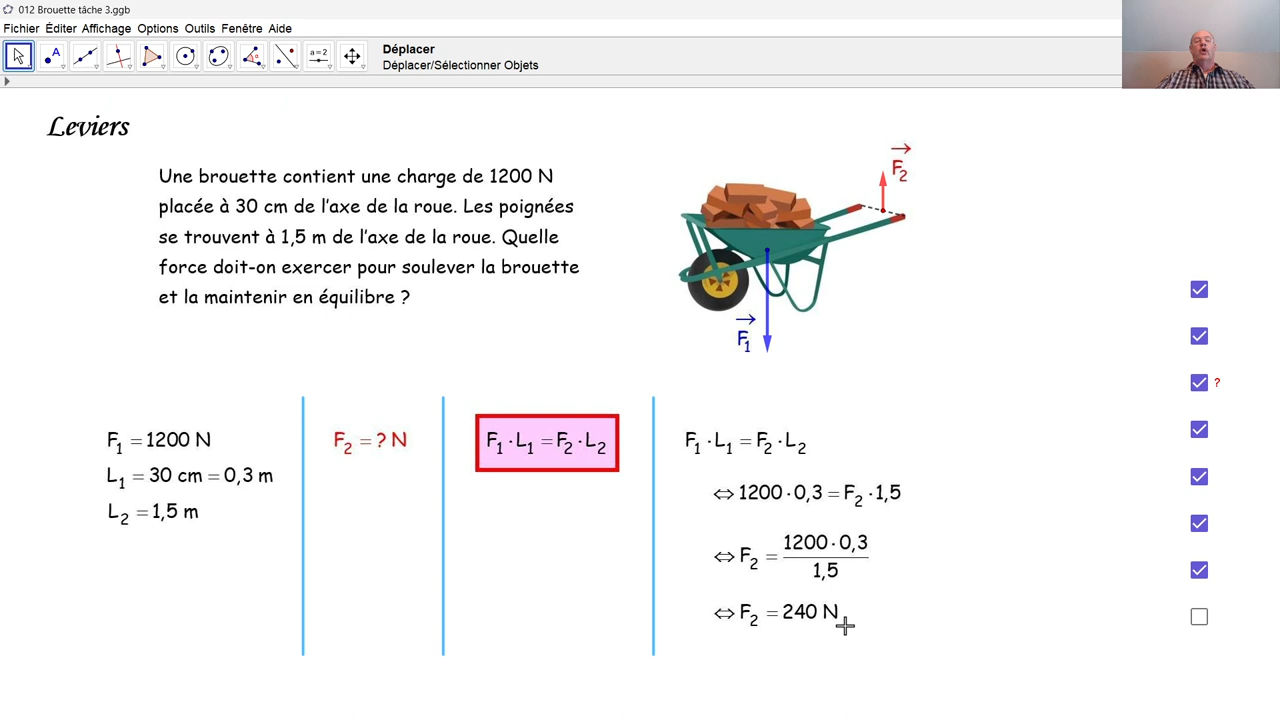 012 Brouette tâche 3.ggb
Fichier Éditer Affichage Options Outils Fenêtre Aide
A
a=2
Déplacer
Déplacer/Sélectionner Objets
Leviers
Une brouette contient une charge de 1200 N
placée à 30 cm de l'axe de la roue. Les poignées
se trouvent à 1,5 m de l'axe de la roue. Quelle
force doit-on exercer pour soulever la brouette
et la maintenir en équilibre ?
F₂
F₁
?
F₁ = 1200 N
L₁ = 30 cm = 0,3 m
L₂ = 1,5 m
F₂ = ? N
F₁ · L₁ = F₂ · L₂
F₁ · L₁ = F₂ · L₂
⇔ 1200 · 0,3 = F₂ · 1,5
⇔ F₂ = 1200 · 0,3 / 1,5
⇔ F₂ = 240 N